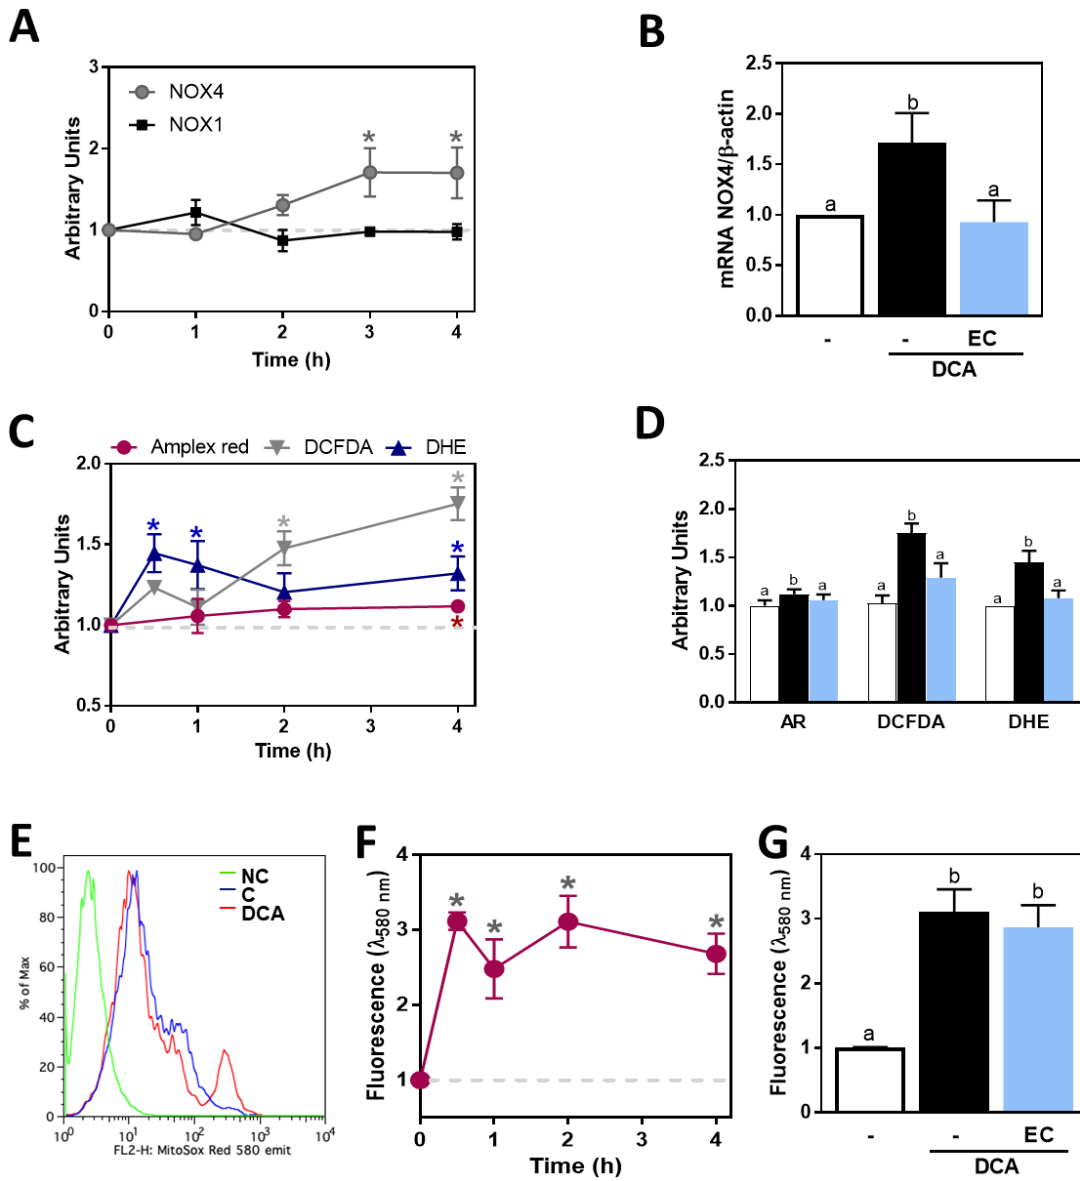 A
3
2
1
0
Arbitrary Units
NOX4
NOX1
* *
0 1 2 3 4
Time (h)
B
2.5
2.0
1.5
1.0
0.5
0.0
mRNA NOX4/β-actin
a b a
- - EC
DCA
C
Amplex red DCFDA DHE
2.0
1.5
1.0
0.5
Arbitrary Units
* * * * * *
0 1 2 3 4
Time (h)
D
2.5
2.0
1.5
1.0
0.5
0.0
Arbitrary Units
a b a a b a a b a
AR DCFDA DHE
E
100
80
60
40
20
0
% of Max
NC
C
DCA
10⁰ 10¹ 10² 10³ 10⁴
FL2-H: MitoSox Red 580 emit
F
4
3
2
1
Fluorescence (λ580 nm)
* * * *
0 1 2 3 4
Time (h)
G
4
3
2
1
0
Fluorescence (λ580 nm)
a b b
- - EC
DCA